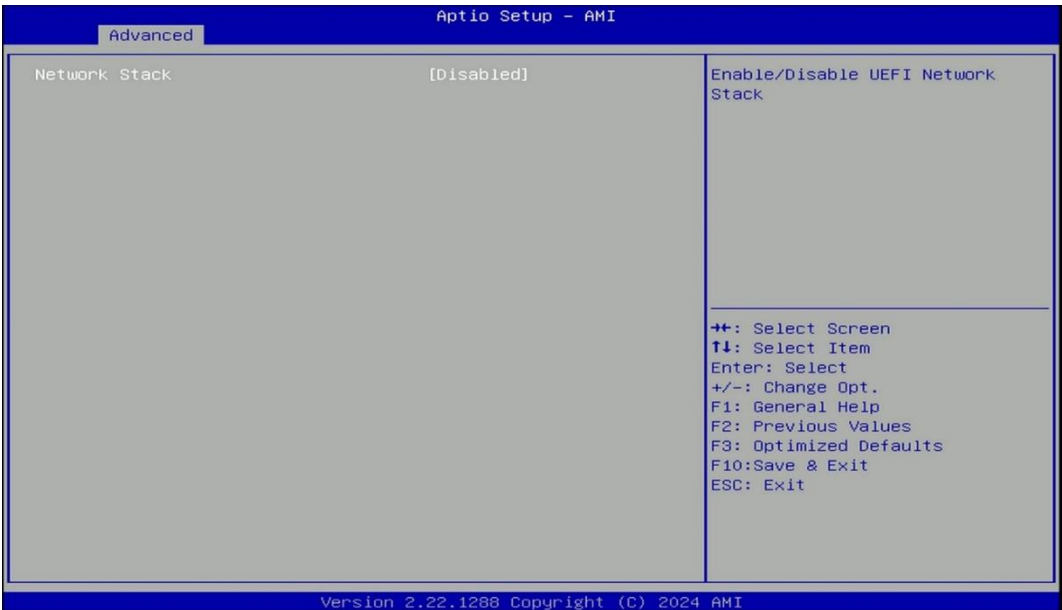 Aptio Setup - AMI
Advanced
Network Stack [Disabled]
Enable/Disable UEFI Network
Stack
→←: Select Screen
↑↓: Select Item
Enter: Select
+/-: Change Opt.
F1: General Help
F2: Previous Values
F3: Optimized Defaults
F10:Save & Exit
ESC: Exit
Version 2.22.1288 Copyright (C) 2024 AMI